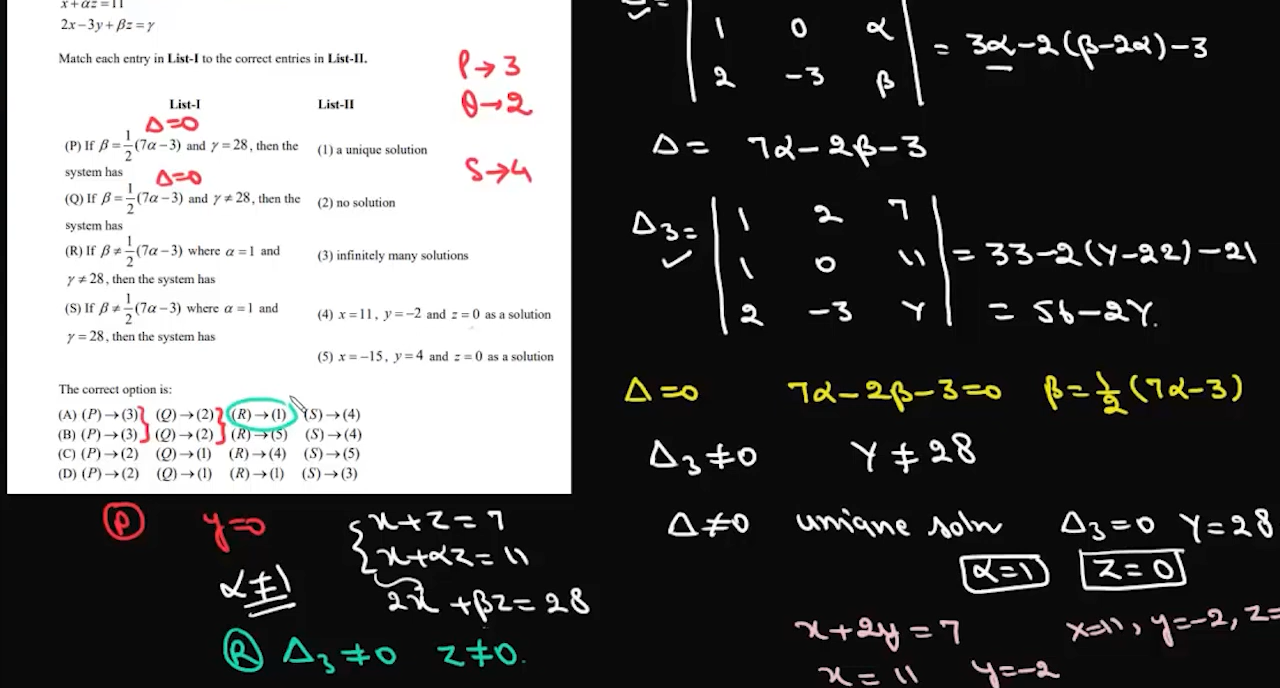 x+αz=11
2x−3y+βz=γ
Match each entry in List-I to the correct entries in List-II.
List-I List-II
Δ=0
(P) If β=1/2(7α−3) and γ=28, then the system has
(1) a unique solution
Δ=0
(Q) If β=1/2(7α−3) and γ≠28, then the system has
(2) no solution
(R) If β≠1/2(7α−3) where α=1 and γ≠28, then the system has
(3) infinitely many solutions
(S) If β≠1/2(7α−3) where α=1 and γ=28, then the system has
(4) x=11, y=−2 and z=0 as a solution
(5) x=−15, y=4 and z=0 as a solution
The correct option is:
(A) (P)→(3) (Q)→(2) (R)→(1) (S)→(4)
(B) (P)→(3) (Q)→(2) (R)→(5) (S)→(4)
(C) (P)→(2) (Q)→(1) (R)→(4) (S)→(5)
(D) (P)→(2) (Q)→(1) (R)→(1) (S)→(3)
P→3
Q→2
S→4
1 0 α
2 −3 β
= 3α−2(β−2α)−3
Δ= 7α−2β−3
Δ3=
1 2 7
1 0 11
2 −3 γ
= 33−2(γ−22)−21
= 56−2γ.
Δ=0 7α−2β−3=0 β=1/2(7α−3)
Δ3≠0 γ≠28
Δ≠0 unique soln Δ3=0 γ=28
α=1 z=0
x+2y=7 x=11, y=−2, z=
x=11 y=−2
P y=0
x+z=7
x+αz=11
α≠1
2x+βz=28
R Δ3≠0 z≠0.